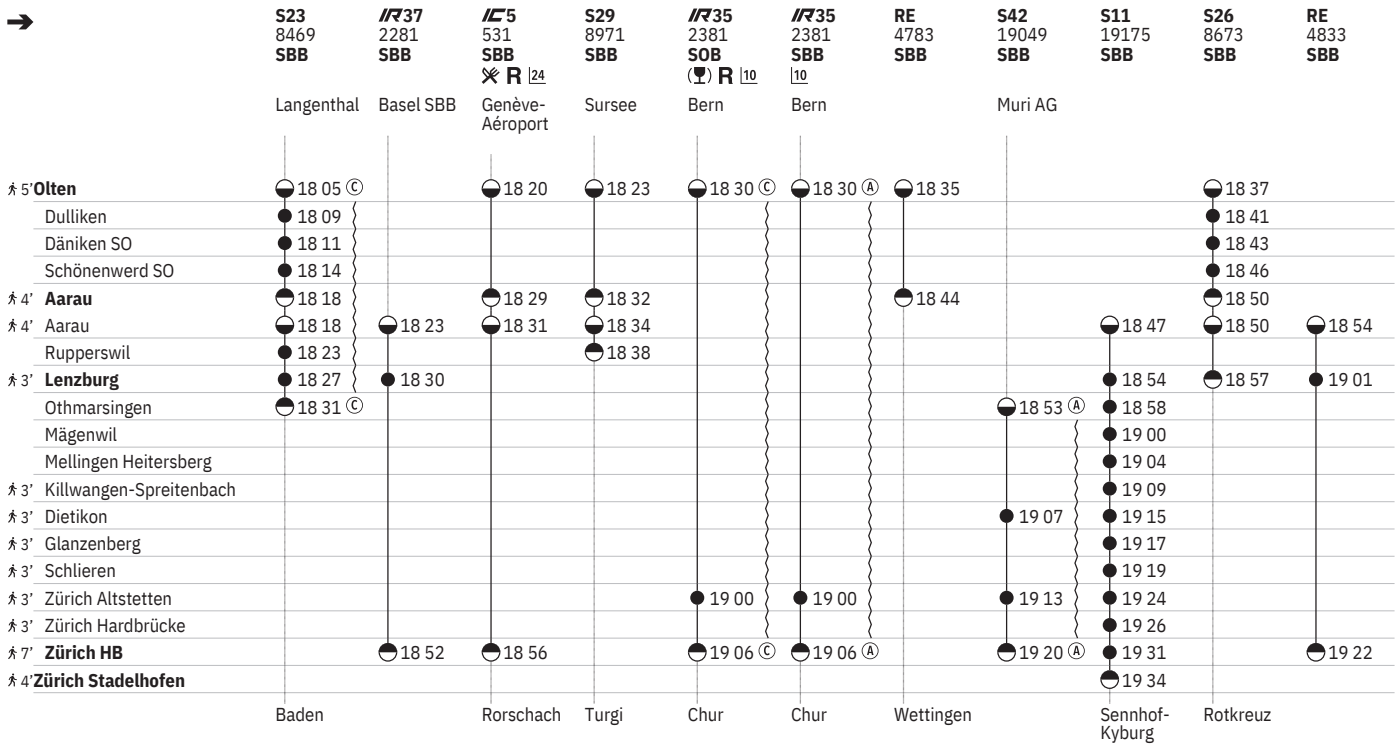 ➔ S23 IR37 IC5 S29 IR35 IR35 RE S42 S11 S26 RE
8469 2281 531 8971 2381 2381 4783 19049 19175 8673 4833
SBB SBB SBB SBB SOB SBB SBB SBB SBB SBB SBB
R 24 R 10 10
Langenthal Basel SBB Genève- Sursee Bern Bern Muri AG
Aéroport
5’ Olten 18 05 C 18 20 18 23 18 30 C 18 30 A 18 35 18 37
Dulliken 18 09 18 41
Däniken SO 18 11 18 43
Schönenwerd SO 18 14 18 46
4’ Aarau 18 18 18 29 18 32 18 44 18 50
4’ Aarau 18 18 18 23 18 31 18 34 18 47 18 50 18 54
Rupperswil 18 23 18 38
3’ Lenzburg 18 27 18 30 18 54 18 57 19 01
Othmarsingen 18 31 C 18 53 A 18 58
Mägenwil 19 00
Mellingen Heitersberg 19 04
3’ Killwangen-Spreitenbach 19 09
3’ Dietikon 19 07 19 15
3’ Glanzenberg 19 17
3’ Schlieren 19 19
3’ Zürich Altstetten 19 00 19 00 19 13 19 24
3’ Zürich Hardbrücke 19 26
7’ Zürich HB 18 52 18 56 19 06 C 19 06 A 19 20 A 19 31 19 22
4’ Zürich Stadelhofen 19 34
Baden Rorschach Turgi Chur Chur Wettingen Sennhof- Rotkreuz
Kyburg